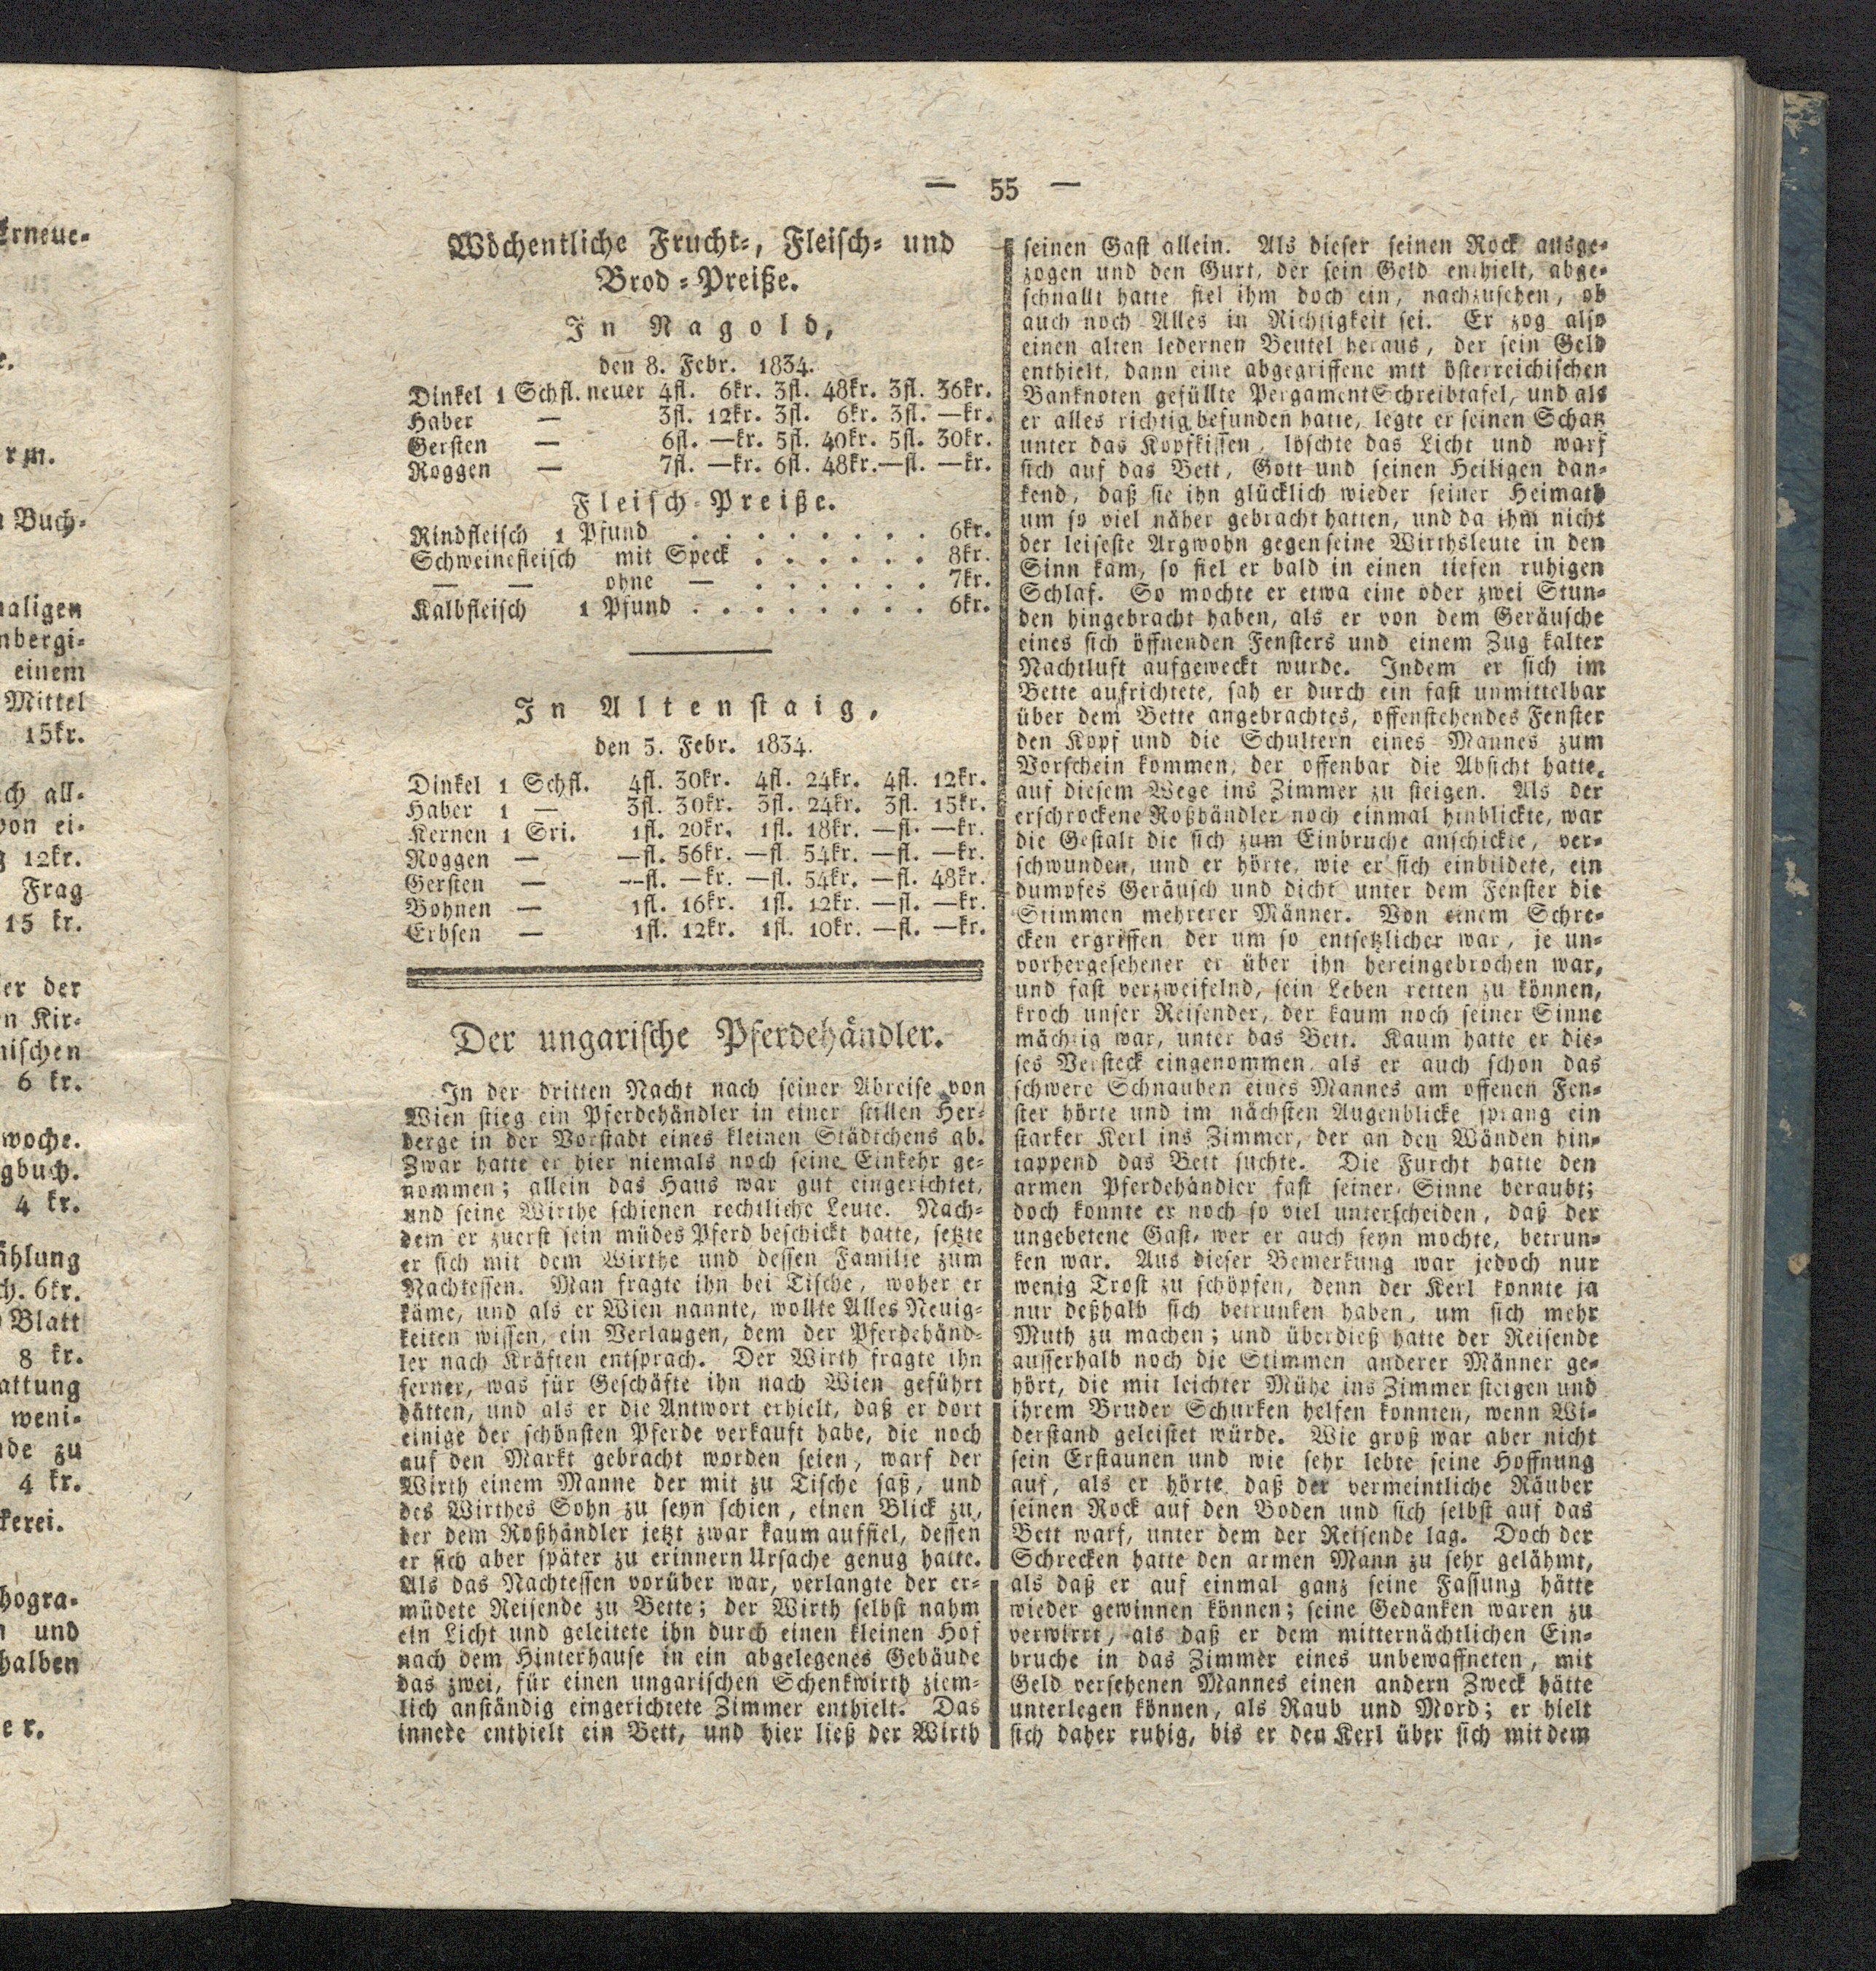 — 55 —
Wöchentliche Frucht-, Fleisch- und
Brod-Preiße.
In Nagold,
den 8. Febr. 1834.
Dinkel 1 Schfl. neuer 4fl. 6kr. 3fl. 48kr. 3fl. 36kr.
Haber — 3fl. 12kr. 3fl. 6kr. 3fl. —kr.
Gersten — 6fl. —kr. 5fl. 40kr. 5fl. 30kr.
Roggen — 7fl. —kr. 6fl. 48kr. —fl. —kr.
Fleisch-Preiße.
Rindfleisch 1 Pfund . . . . . . . . 6kr.
Schweinefleisch mit Speck . . . . . . 8kr.
— — ohne — . . . . . . 7kr.
Kalbfleisch 1 Pfund . . . . . . . . 6kr.
In Altenstaig,
den 5. Febr. 1834.
Dinkel 1 Schfl. 4fl. 30kr. 4fl. 24kr. 4fl. 12kr.
Haber 1 — 3fl. 30kr. 3fl. 24kr. 3fl. 15kr.
Kernen 1 Sri. 1fl. 20kr. 1fl. 18kr. —fl. —kr.
Roggen — —fl. 56kr. —fl. 54kr. —fl. —kr.
Gersten — —fl. —kr. —fl. 54kr. —fl. 48kr.
Bohnen — 1fl. 16kr. 1fl. 12kr. —fl. —kr.
Erbsen — 1fl. 12kr. 1fl. 10kr. —fl. —kr.
Der ungarische Pferdehändler.
In der dritten Nacht nach seiner Abreise von
Wien stieg ein Pferdehändler in einer stillen Her-
berge in der Vorstadt eines kleinen Städtchens ab.
Zwar hatte er hier niemals noch seine Einkehr ge-
nommen; allein das Haus war gut eingerichtet,
und seine Wirthe schienen rechtliche Leute. Nach-
dem er zuerst sein müdes Pferd beschickt hatte, setzte
er sich mit dem Wirthe und dessen Familie zum
Nachtessen. Man fragte ihn bei Tische, woher er
käme, und als er Wien nannte, wollte Alles Neuig-
keiten wissen, ein Verlangen, dem der Pferdehänd-
ler nach Kräften entsprach. Der Wirth fragte ihn
ferner, was für Geschäfte ihn nach Wien geführt
hätten, und als er die Antwort erhielt, daß er dort
einige der schönsten Pferde verkauft habe, die noch
auf den Markt gebracht worden seien, warf der
Wirth einem Manne der mit zu Tische saß, und
des Wirthes Sohn zu seyn schien, einen Blick zu,
der dem Roßhändler jetzt zwar kaum auffiel, dessen
er sich aber später zu erinnern Ursache genug hatte.
Als das Nachtessen vorüber war, verlangte der er-
müdete Reisende zu Bette; der Wirth selbst nahm
ein Licht und geleitete ihn durch einen kleinen Hof
nach dem Hinterhause in ein abgelegenes Gebäude
das zwei, für einen ungarischen Schenkwirth ziem-
lich anständig eingerichtete Zimmer enthielt. Das
innere enthielt ein Bett, und hier ließ der Wirth
seinen Gast allein. Als dieser seinen Rock ausge-
zogen und den Gurt, der sein Geld enthielt, abge-
schnallt hatte fiel ihm doch ein, nachzusehen, ob
auch noch Alles in Richtigkeit sei. Er zog also
einen alten ledernen Beutel heraus, der sein Geld
enthielt, dann eine abgegriffene mit österreichischen
Banknoten gefüllte Pergament Schreibtafel, und als
er alles richtig befunden hatte, legte er seinen Schatz
unter das Kopfkissen, löschte das Licht und warf
sich auf das Bett, Gott und seinen Heiligen dan-
kend, daß sie ihn glücklich wieder seiner Heimath
um so viel näher gebracht hatten, und da ihm nicht
der leiseste Argwohn gegen seine Wirthsleute in den
Sinn kam, so fiel er bald in einen tiefen ruhigen
Schlaf. So mochte er etwa eine oder zwei Stun-
den hingebracht haben, als er von dem Geräusche
eines sich öffnenden Fensters und einem Zug kalter
Nachtluft aufgeweckt wurde. Indem er sich im
Bette aufrichtete, sah er durch ein fast unmittelbar
über dem Bette angebrachtes, offenstehendes Fenster
den Kopf und die Schultern eines Mannes zum
Vorschein kommen, der offenbar die Absicht hatte,
auf diesem Wege ins Zimmer zu steigen. Als der
erschrockene Roßhändler noch einmal hinblickte, war
die Gestalt die sich zum Einbruche anschickte, ver-
schwunden, und er hörte, wie er sich einbildete, ein
dumpfes Geräusch und dicht unter dem Fenster die
Stimmen mehrerer Männer. Von einem Schre-
cken ergriffen der um so entsetzlicher war, je un-
vorhergesehener er über ihn hereingebrochen war,
und fast verzweifelnd, sein Leben retten zu können,
kroch unser Reisender, der kaum noch seiner Sinne
mächtig war, unter das Bett. Kaum hatte er die-
ses Versteck eingenommen, als er auch schon das
schwere Schnauben eines Mannes am offenen Fen-
ster hörte und im nächsten Augenblicke sprang ein
starker Kerl ins Zimmer, der an den Wänden hin-
tappend das Bett suchte. Die Furcht hatte den
armen Pferdehändler fast seiner Sinne beraubt;
doch konnte er noch so viel unterscheiden, daß der
ungebetene Gast, wer er auch seyn mochte, betrun-
ken war. Aus dieser Bemerkung war jedoch nur
wenig Trost zu schöpfen, denn der Kerl konnte ja
nur deßhalb sich betrunken haben, um sich mehr
Muth zu machen; und überdieß hatte der Reisende
ausserhalb noch die Stimmen anderer Männer ge-
hört, die mit leichter Mühe ins Zimmer steigen und
ihrem Bruder Schurken helfen konnten, wenn Wi-
derstand geleistet würde. Wie groß war aber nicht
sein Erstaunen und wie sehr lebte seine Hoffnung
auf, als er hörte, daß der vermeintliche Räuber
seinen Rock auf den Boden und sich selbst auf das
Bett warf, unter dem der Reisende lag. Doch der
Schrecken hatte den armen Mann zu sehr gelähmt,
als daß er auf einmal ganz seine Fassung hätte
wieder gewinnen können; seine Gedanken waren zu
verwirrt, als daß er dem mitternächtlichen Ein-
bruche in das Zimmer eines unbewaffneten, mit
Geld versehenen Mannes einen andern Zweck hätte
unterlegen können, als Raub und Mord; er hielt
sich daher ruhig, bis er den Kerl über sich mit dem